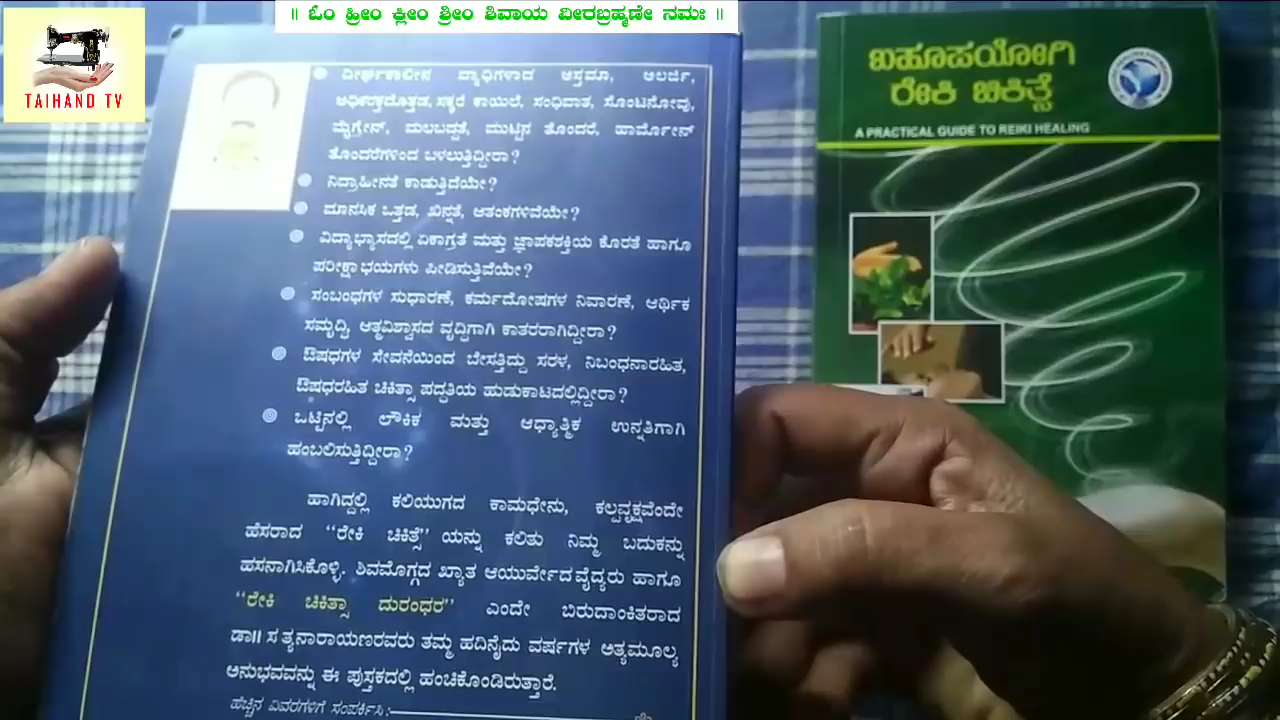 ॥ ಓಂ ಹ್ರೀಂ ಕ್ಲೀಂ ಶ್ರೀಂ ಶಿವಾಯ ವೀರಬ್ರಹ್ಮಣೇ ನಮಃ ॥
TAIHAND TV
ದೀರ್ಘಕಾಲೀನ ವ್ಯಾಧಿಗಳಾದ ಆಸ್ತಮಾ, ಅಲರ್ಜಿ,
ಅಧಿಕರಕ್ತದೊತ್ತಡ, ಸಕ್ಕರೆ ಕಾಯಿಲೆ, ಸಂಧಿವಾತ, ಸೊಂಟನೋವು,
ಮೈಗ್ರೇನ್, ಮಲಬದ್ಧತೆ, ಮುಟ್ಟಿನ ತೊಂದರೆ, ಹಾರ್ಮೋನ್
ತೊಂದರೆಗಳಿಂದ ಬಳಲುತ್ತಿದ್ದೀರಾ?
ನಿದ್ರಾಹೀನತೆ ಕಾಡುತ್ತಿದೆಯೇ?
ಮಾನಸಿಕ ಒತ್ತಡ, ಖಿನ್ನತೆ, ಆತಂಕಗಳಿವೆಯೇ?
ವಿದ್ಯಾಭ್ಯಾಸದಲ್ಲಿ ಏಕಾಗ್ರತೆ ಮತ್ತು ಜ್ಞಾಪಕಶಕ್ತಿಯ ಕೊರತೆ ಹಾಗೂ
ಪರೀಕ್ಷಾಭಯಗಳು ಪೀಡಿಸುತ್ತಿವೆಯೇ?
ಸಂಬಂಧಗಳ ಸುಧಾರಣೆ, ಕರ್ಮದೋಷಗಳ ನಿವಾರಣೆ, ಆರ್ಥಿಕ
ಸಮೃದ್ಧಿ, ಆತ್ಮವಿಶ್ವಾಸದ ವೃದ್ಧಿಗಾಗಿ ಕಾತರರಾಗಿದ್ದೀರಾ?
ಔಷಧಗಳ ಸೇವನೆಯಿಂದ ಬೇಸತ್ತಿದ್ದು ಸರಳ, ನಿಬಂಧನಾರಹಿತ,
ಔಷಧರಹಿತ ಚಿಕಿತ್ಸಾ ಪದ್ಧತಿಯ ಹುಡುಕಾಟದಲ್ಲಿದ್ದೀರಾ?
ಒಟ್ಟಿನಲ್ಲಿ ಲೌಕಿಕ ಮತ್ತು ಆಧ್ಯಾತ್ಮಿಕ ಉನ್ನತಿಗಾಗಿ
ಹಂಬಲಿಸುತ್ತಿದ್ದೀರಾ?
ಹಾಗಿದ್ದಲ್ಲಿ ಕಲಿಯುಗದ ಕಾಮಧೇನು, ಕಲ್ಪವೃಕ್ಷವೆಂದೇ
ಹೆಸರಾದ "ರೇಕಿ ಚಿಕಿತ್ಸೆ" ಯನ್ನು ಕಲಿತು ನಿಮ್ಮ ಬದುಕನ್ನು
ಹಸನಾಗಿಸಿಕೊಳ್ಳಿ. ಶಿವಮೊಗ್ಗದ ಖ್ಯಾತ ಆಯುರ್ವೇದವೈದ್ಯರು ಹಾಗೂ
"ರೇಕಿ ಚಿಕಿತ್ಸಾ ದುರಂಧರ" ಎಂದೇ ಬಿರುದಾಂಕಿತರಾದ
ಡಾ॥ ಸತ್ಯನಾರಾಯಣರವರು ತಮ್ಮ ಹದಿನೈದು ವರ್ಷಗಳ ಅತ್ಯಮೂಲ್ಯ
ಅನುಭವವನ್ನು ಈ ಪುಸ್ತಕದಲ್ಲಿ ಹಂಚಿಕೊಂಡಿರುತ್ತಾರೆ.
ಹೆಚ್ಚಿನ ವಿವರಗಳಿಗೆ ಸಂಪರ್ಕಿಸಿ:
ಬಹೂಪಯೋಗಿ
ರೇಕಿ ಚಿಕಿತ್ಸೆ
A PRACTICAL GUIDE TO REIKI HEALING